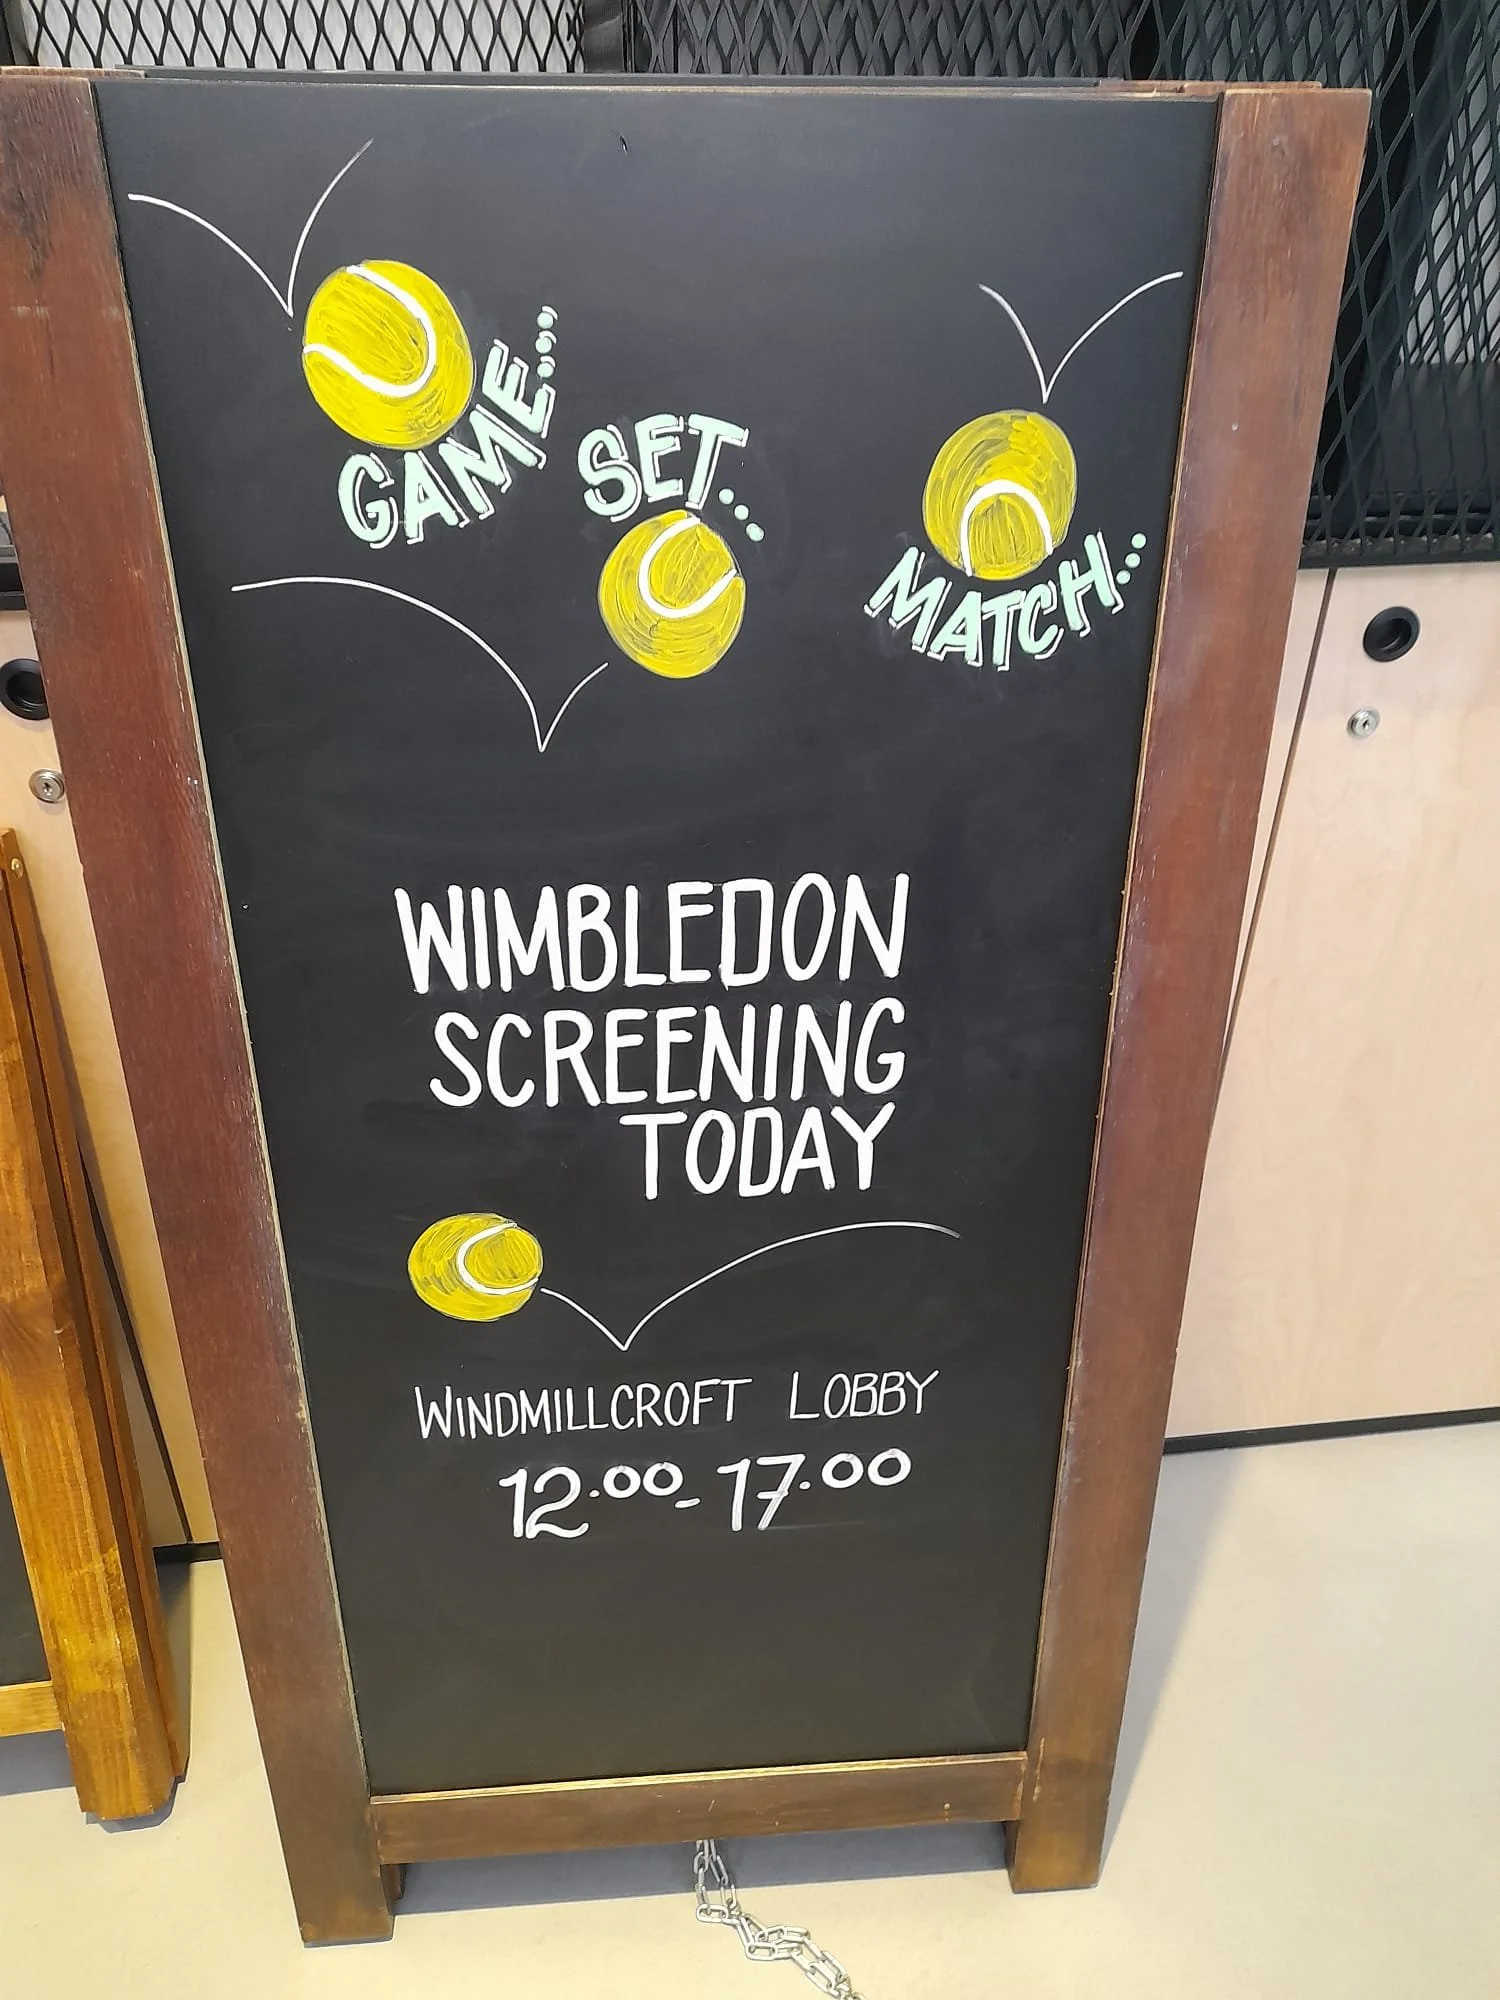 GAME...
SET...
MATCH...
WIMBLEDON
SCREENING
TODAY
WINDMILLCROFT LOBBY
12.00-17.00